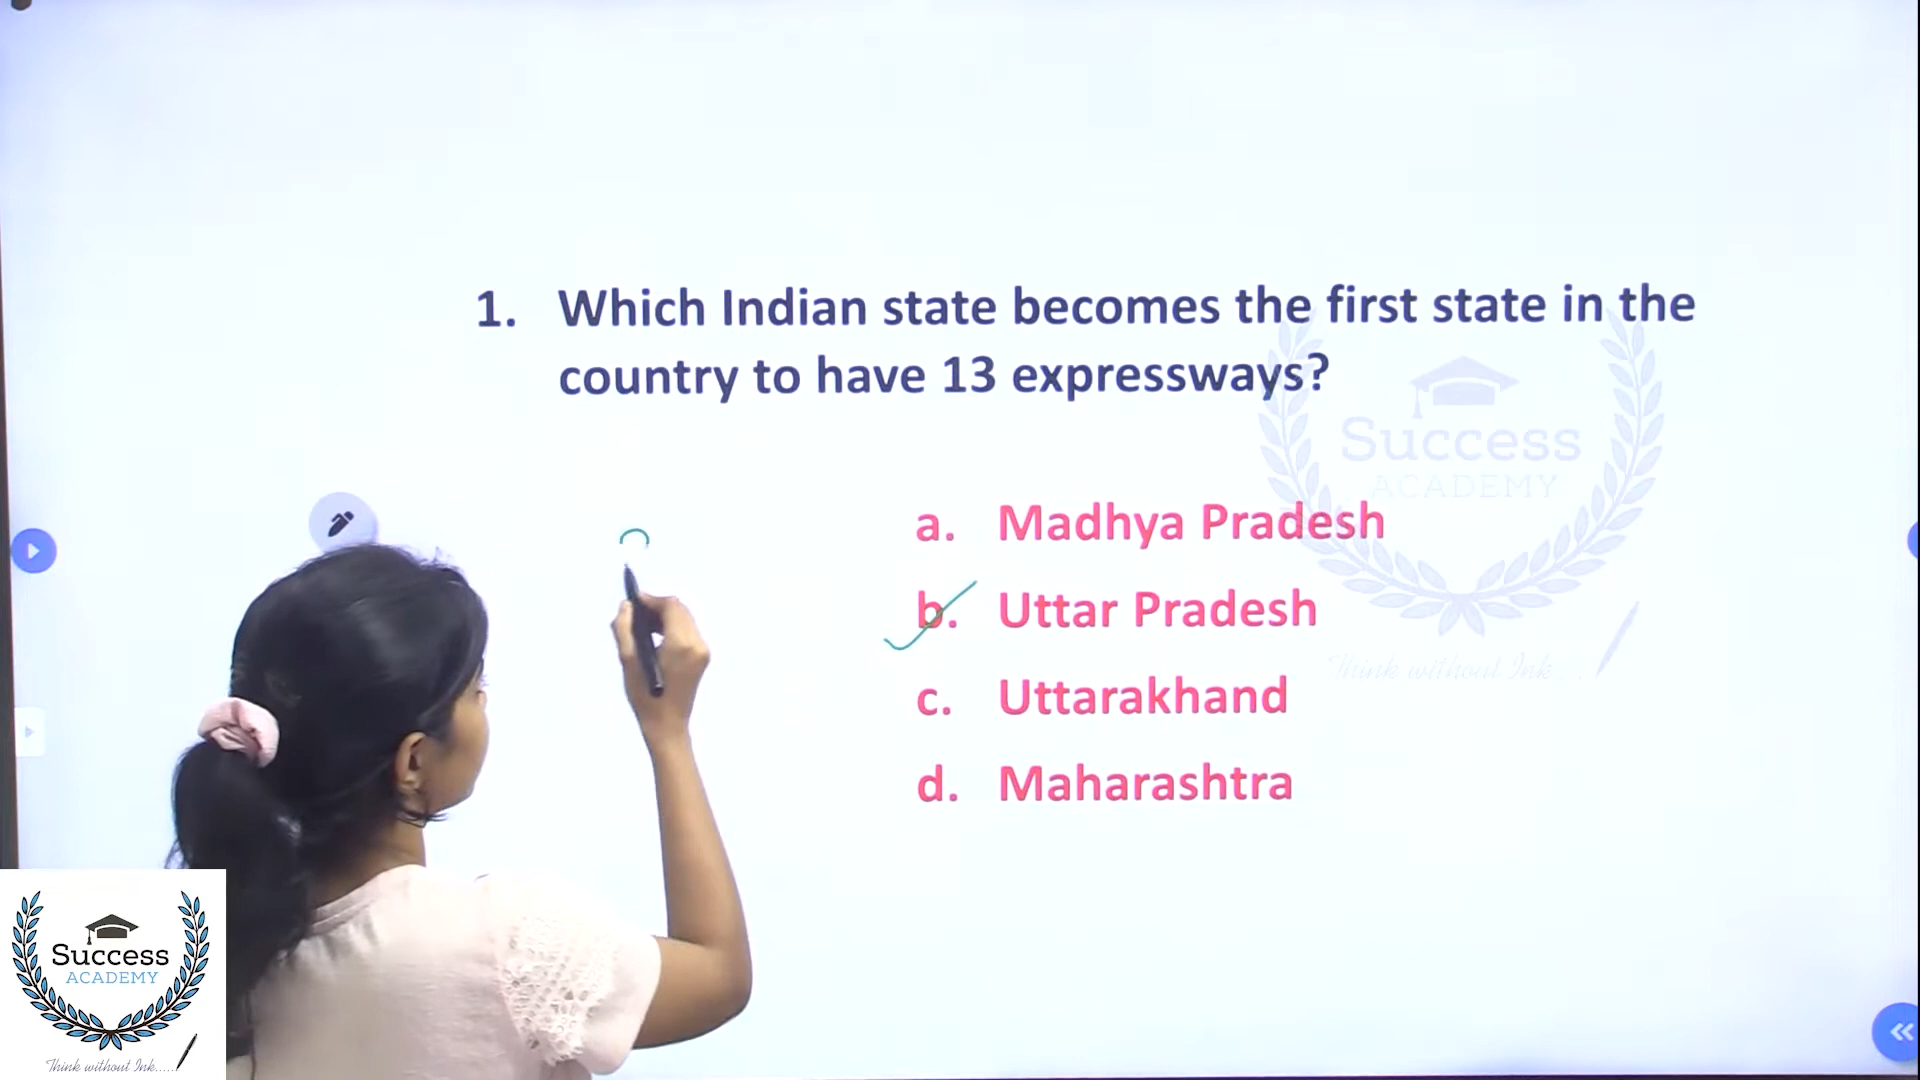 1. Which Indian state becomes the first state in the
country to have 13 expressways?
Success
ACADEMY
a. Madhya Pradesh
b. Uttar Pradesh
Think without Ink
c. Uttarakhand
d. Maharashtra
Success
ACADEMY
Think without Ink......